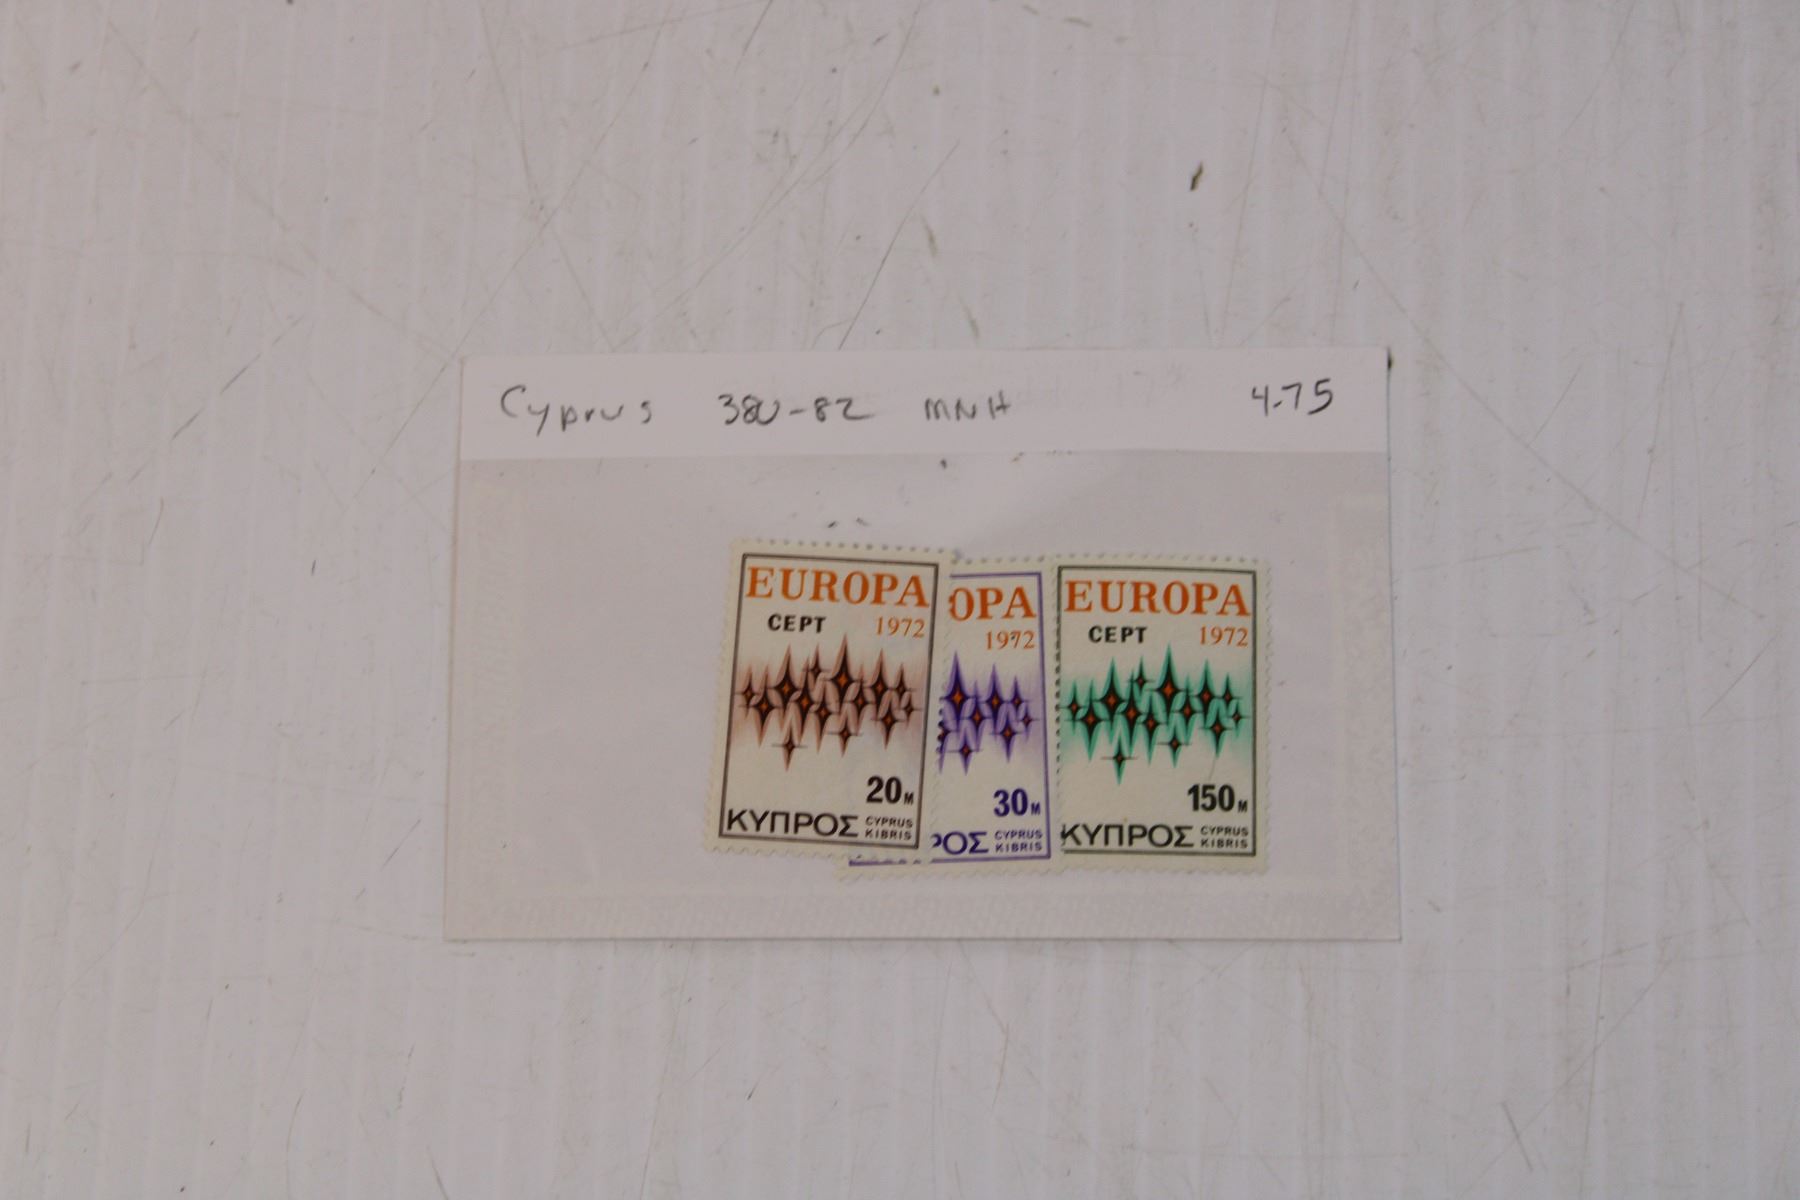 Cyprus 380-82 MNH 4.75
EUROPA
CEPT 1972
20M
ΚΥΠΡΟΣ CYPRUS
KIBRIS
OPA
1972
30M
ΡΟΣ CYPRUS
KIBRIS
EUROPA
CEPT 1972
150M
ΚΥΠΡΟΣ CYPRUS
KIBRIS